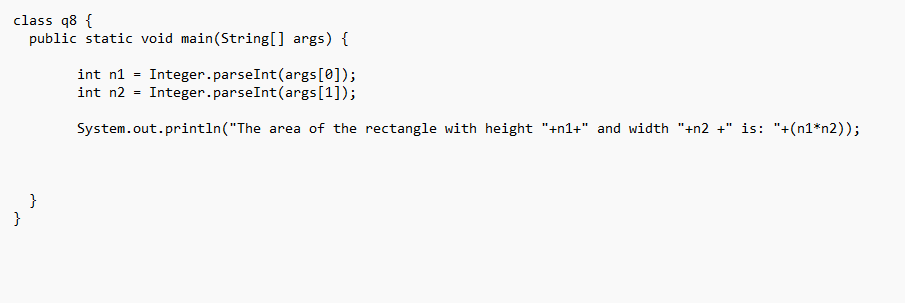 class q8 {
public static void main(String[] args) {
int n1 = Integer.parseInt(args[0]);
int n2 = Integer.parseInt(args[1]);
System.out.println("The area of the rectangle with height "+n1+" and width "+n2 +" is: "+(n1*n2));
}
}